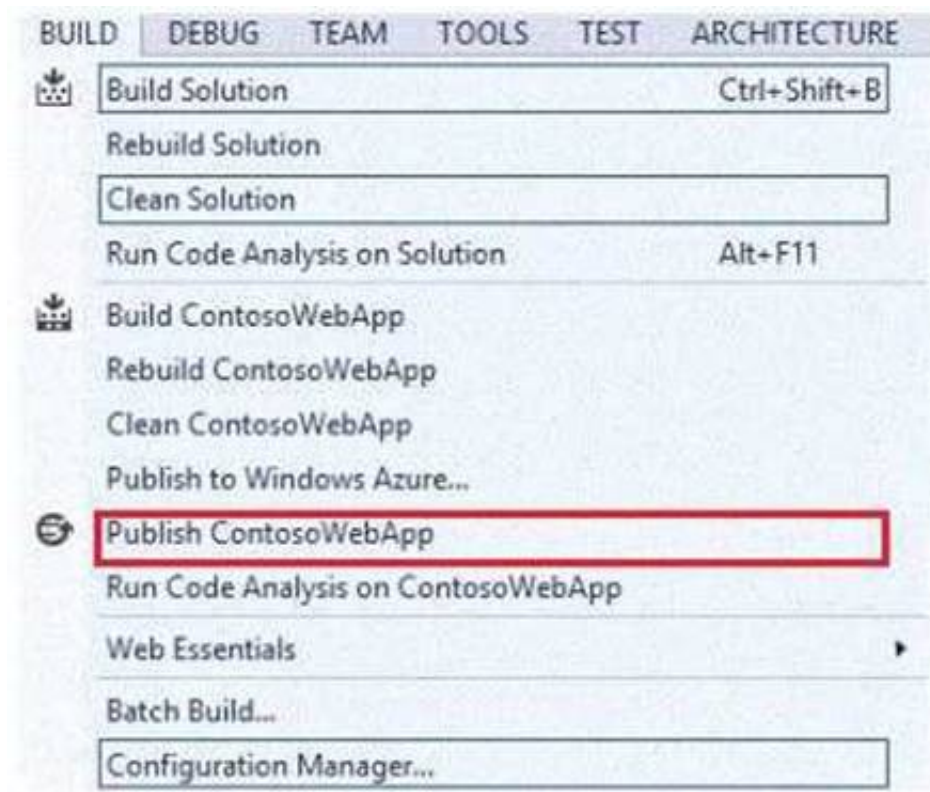 BUILD DEBUG TEAM TOOLS TEST ARCHITECTURE
Build Solution Ctrl+Shift+B
Rebuild Solution
Clean Solution
Run Code Analysis on Solution Alt+F11
Build ContosoWebApp
Rebuild ContosoWebApp
Clean ContosoWebApp
Publish to Windows Azure...
Publish ContosoWebApp
Run Code Analysis on ContosoWebApp
Web Essentials
Batch Build...
Configuration Manager...